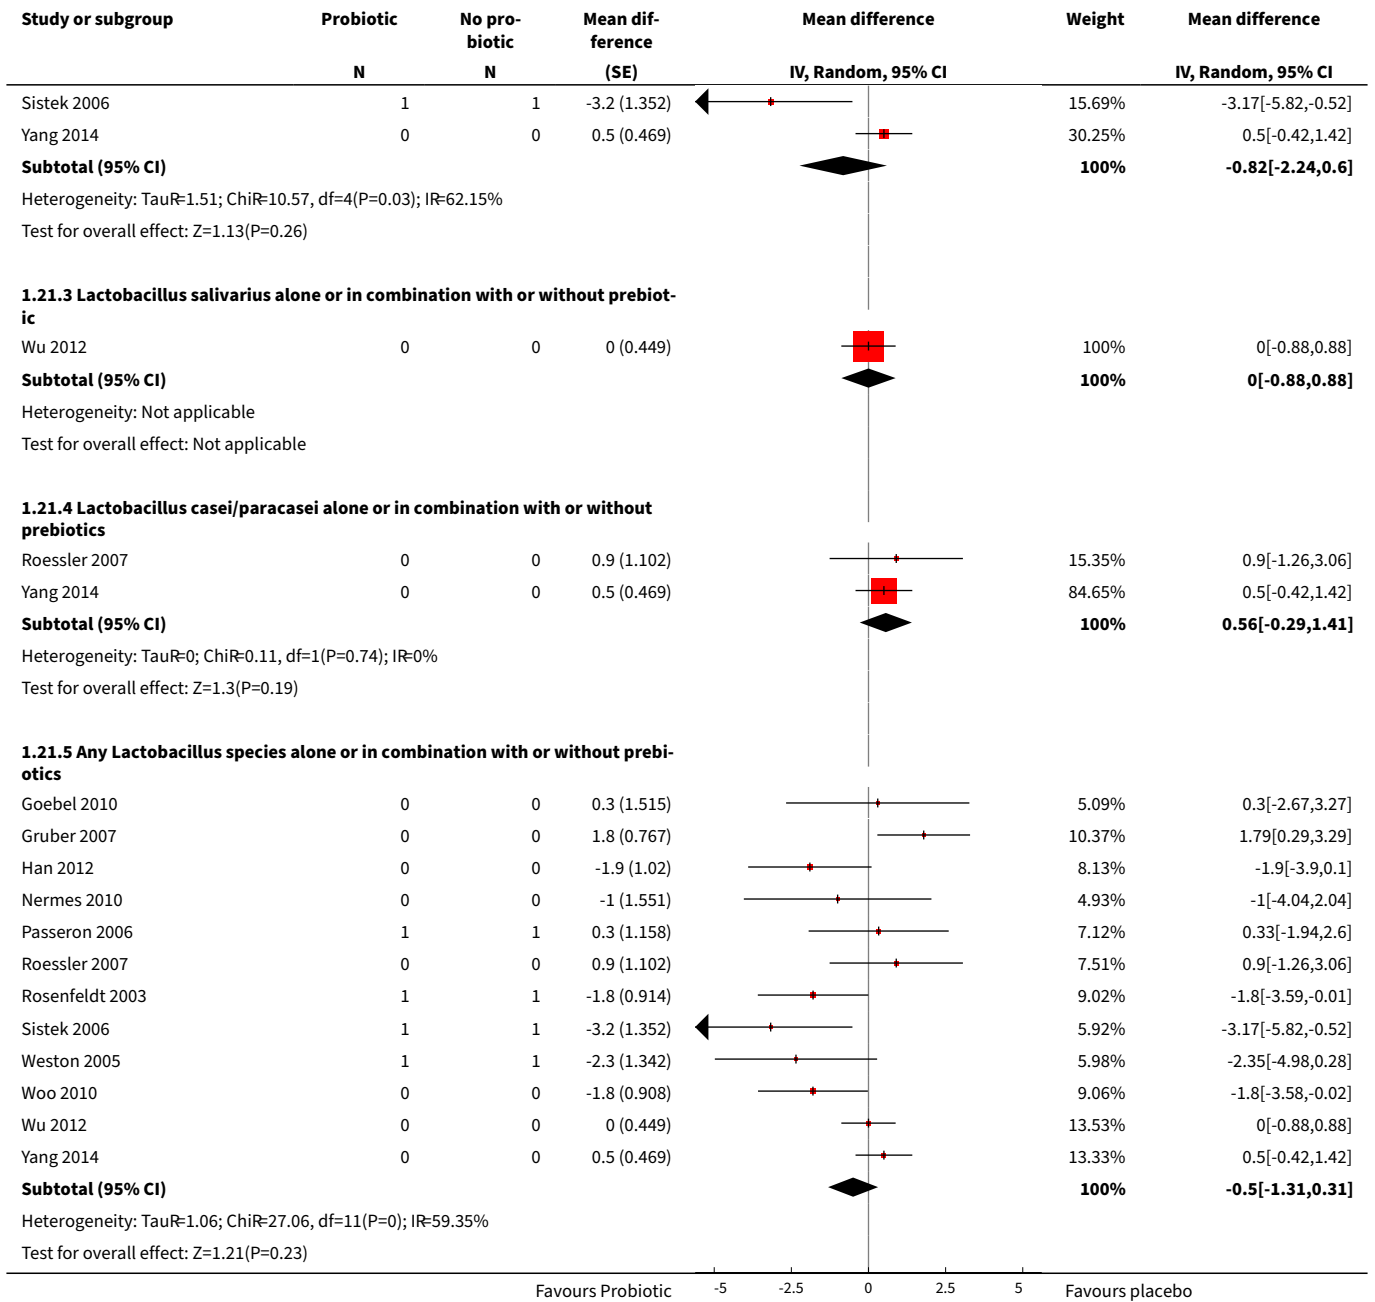 Study or subgroup Probiotic No pro- Mean dif- Mean difference Weight Mean difference
biotic ference
N N (SE) IV, Random, 95% CI IV, Random, 95% CI
Sistek 2006 1 1 -3.2 (1.352) 15.69% -3.17[-5.82,-0.52]
Yang 2014 0 0 0.5 (0.469) 30.25% 0.5[-0.42,1.42]
Subtotal (95% CI) 100% -0.82[-2.24,0.6]
Heterogeneity: Tau²=1.51; Chi²=10.57, df=4(P=0.03); I²=62.15%
Test for overall effect: Z=1.13(P=0.26)
1.21.3 Lactobacillus salivarius alone or in combination with or without prebiot-
ic
Wu 2012 0 0 0 (0.449) 100% 0[-0.88,0.88]
Subtotal (95% CI) 100% 0[-0.88,0.88]
Heterogeneity: Not applicable
Test for overall effect: Not applicable
1.21.4 Lactobacillus casei/paracasei alone or in combination with or without
prebiotics
Roessler 2007 0 0 0.9 (1.102) 15.35% 0.9[-1.26,3.06]
Yang 2014 0 0 0.5 (0.469) 84.65% 0.5[-0.42,1.42]
Subtotal (95% CI) 100% 0.56[-0.29,1.41]
Heterogeneity: Tau²=0; Chi²=0.11, df=1(P=0.74); I²=0%
Test for overall effect: Z=1.3(P=0.19)
1.21.5 Any Lactobacillus species alone or in combination with or without prebi-
otics
Goebel 2010 0 0 0.3 (1.515) 5.09% 0.3[-2.67,3.27]
Gruber 2007 0 0 1.8 (0.767) 10.37% 1.79[0.29,3.29]
Han 2012 0 0 -1.9 (1.02) 8.13% -1.9[-3.9,0.1]
Nermes 2010 0 0 -1 (1.551) 4.93% -1[-4.04,2.04]
Passeron 2006 1 1 0.3 (1.158) 7.12% 0.33[-1.94,2.6]
Roessler 2007 0 0 0.9 (1.102) 7.51% 0.9[-1.26,3.06]
Rosenfeldt 2003 1 1 -1.8 (0.914) 9.02% -1.8[-3.59,-0.01]
Sistek 2006 1 1 -3.2 (1.352) 5.92% -3.17[-5.82,-0.52]
Weston 2005 1 1 -2.3 (1.342) 5.98% -2.35[-4.98,0.28]
Woo 2010 0 0 -1.8 (0.908) 9.06% -1.8[-3.58,-0.02]
Wu 2012 0 0 0 (0.449) 13.53% 0[-0.88,0.88]
Yang 2014 0 0 0.5 (0.469) 13.33% 0.5[-0.42,1.42]
Subtotal (95% CI) 100% -0.5[-1.31,0.31]
Heterogeneity: Tau²=1.06; Chi²=27.06, df=11(P=0); I²=59.35%
Test for overall effect: Z=1.21(P=0.23)
Favours Probiotic -5 -2.5 0 2.5 5 Favours placebo